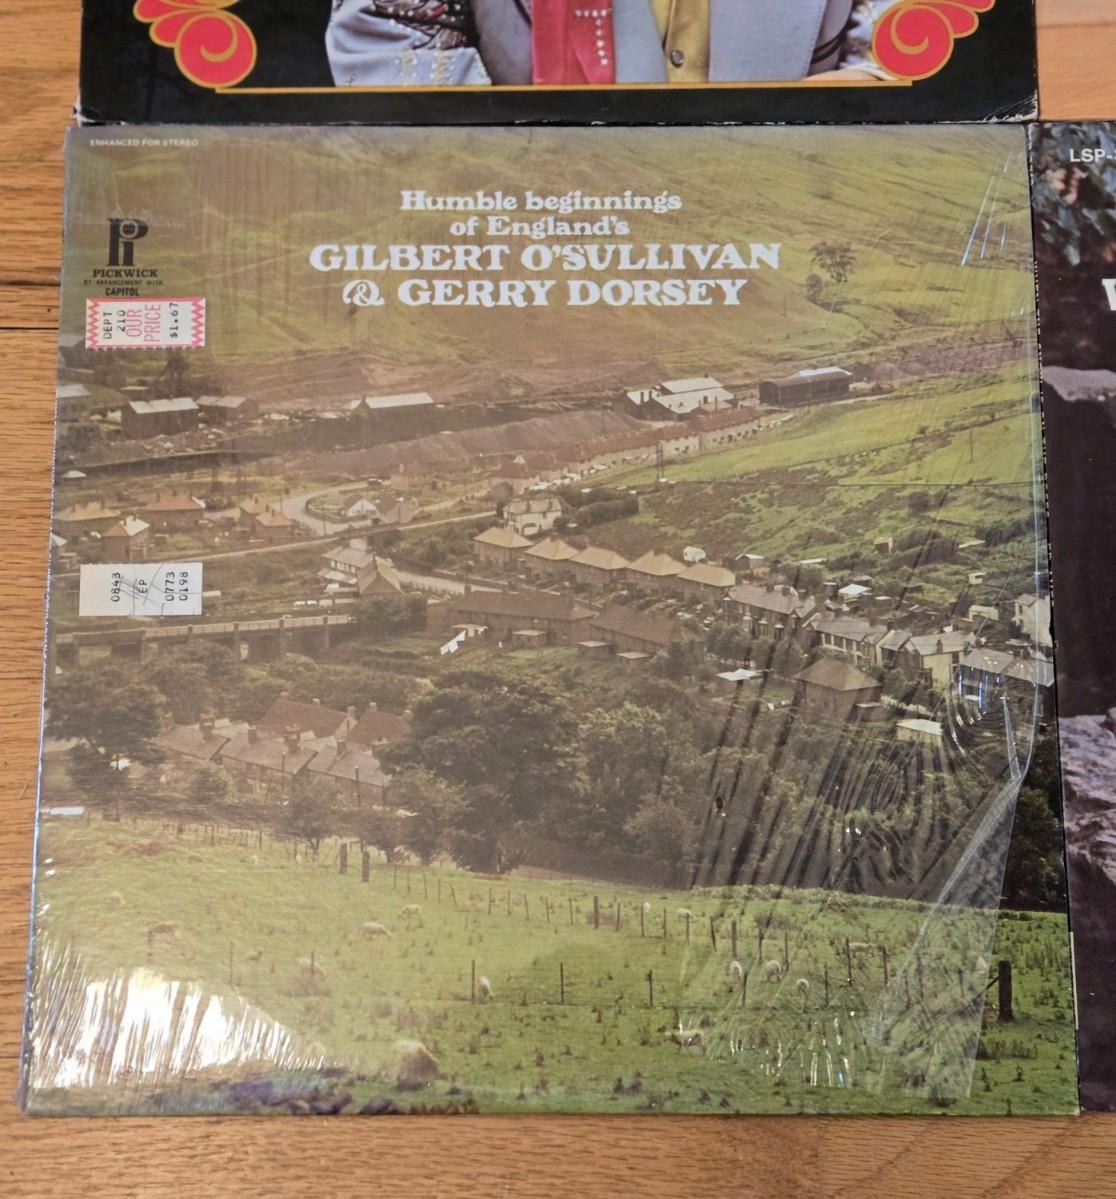 ENHANCED FOR STEREO
Humble beginnings
of England's
GILBERT O'SULLIVAN
& GERRY DORSEY
PICKWICK
BY ARRANGEMENT WITH
CAPITOL
DEPT
210
OUR
PRICE
$1.67
0843
EP
0773
0198
LSP-